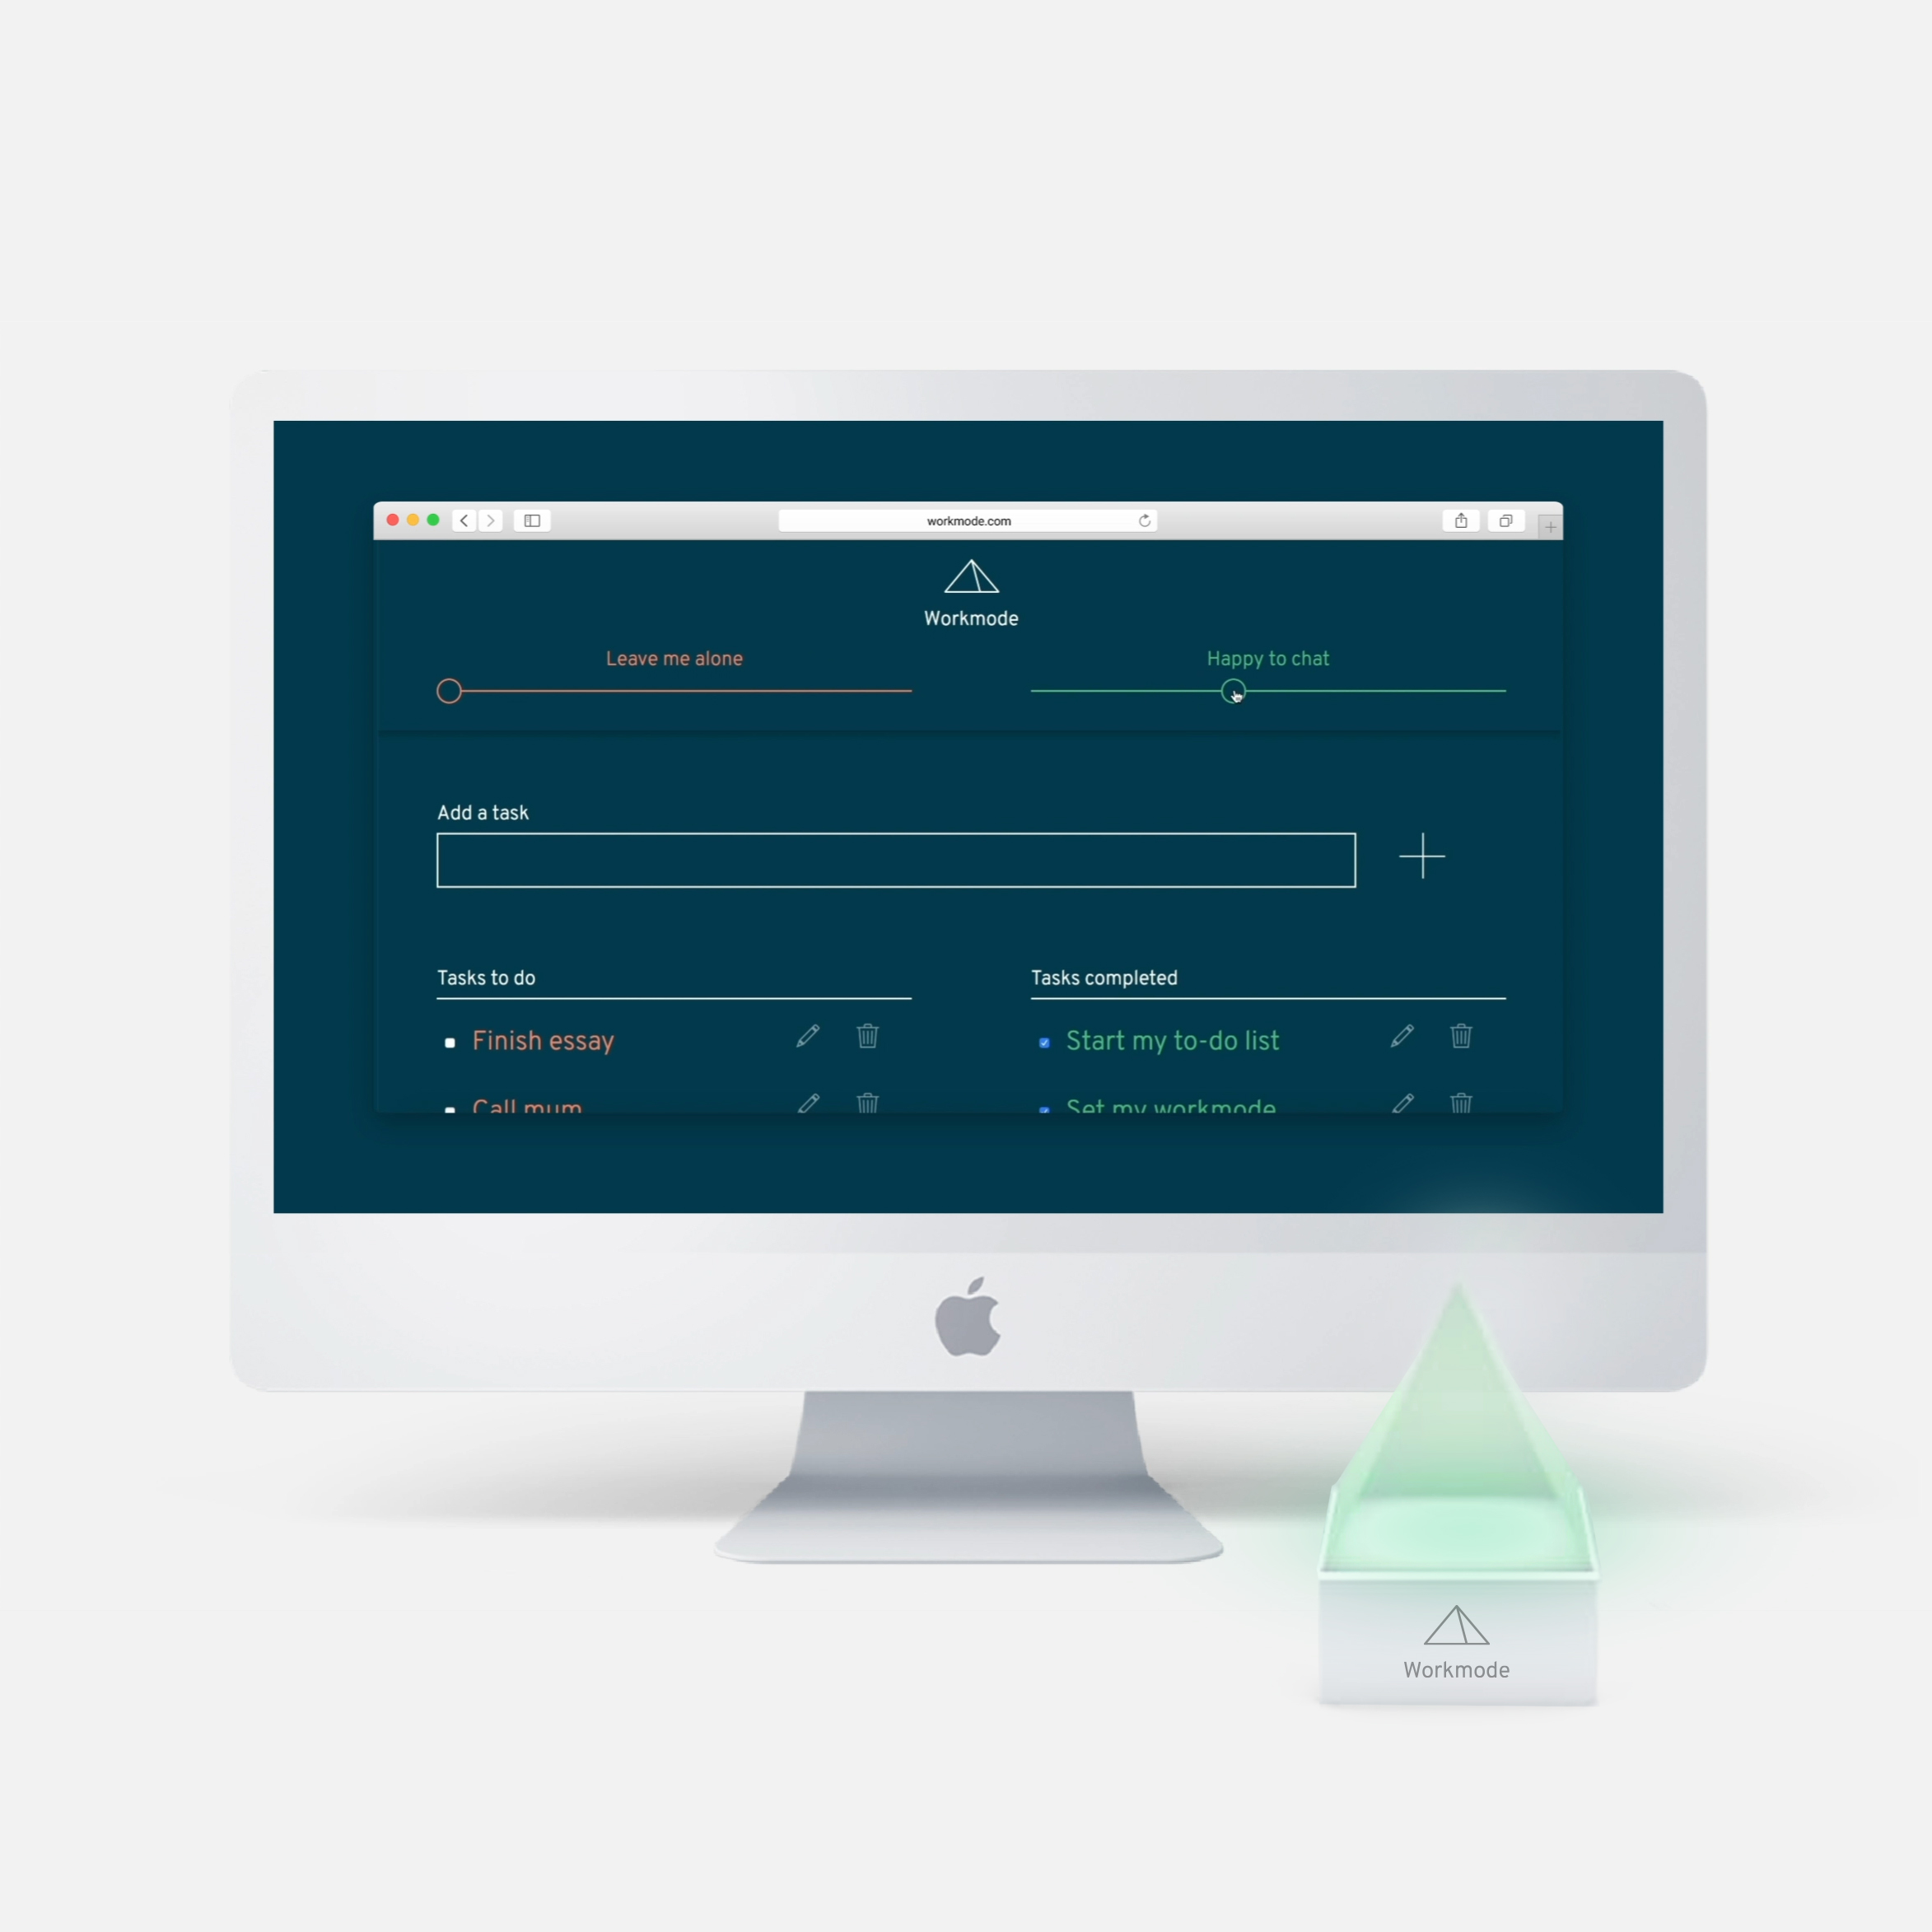 workmode.com
Workmode
Leave me alone
Happy to chat
Add a task
Tasks to do
Tasks completed
Finish essay
Start my to-do list
Call mum
Set my workmode
Workmode